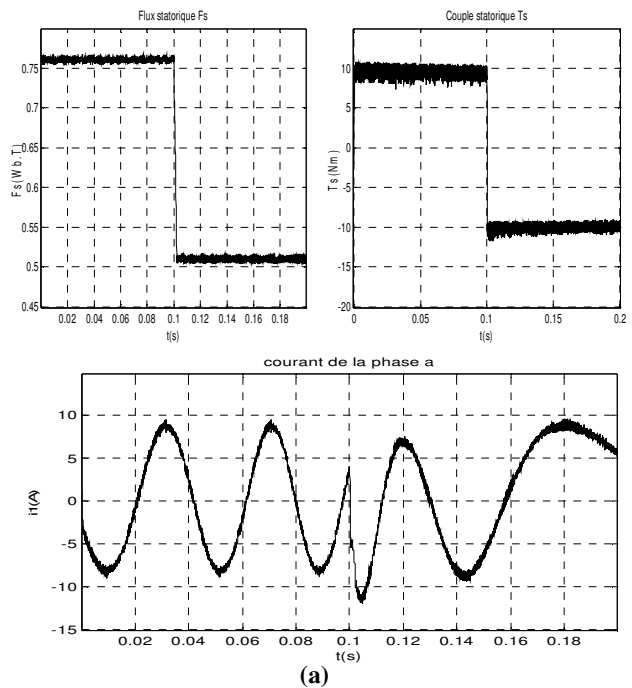 Flux statorique Fs
0.75
0.7
0.65
0.6
0.55
0.5
0.45
Fs(Wb.T)
0.02 0.04 0.06 0.08 0.1 0.12 0.14 0.16 0.18
t(s)
Couple statorique Ts
10
5
0
-5
-10
-15
-20
Ts(Nm)
0 0.05 0.1 0.15 0.2
t(s)
courant de la phase a
10
5
0
-5
-10
-15
i1(A)
0.02 0.04 0.06 0.08 0.1 0.12 0.14 0.16 0.18
t(s)
(a)